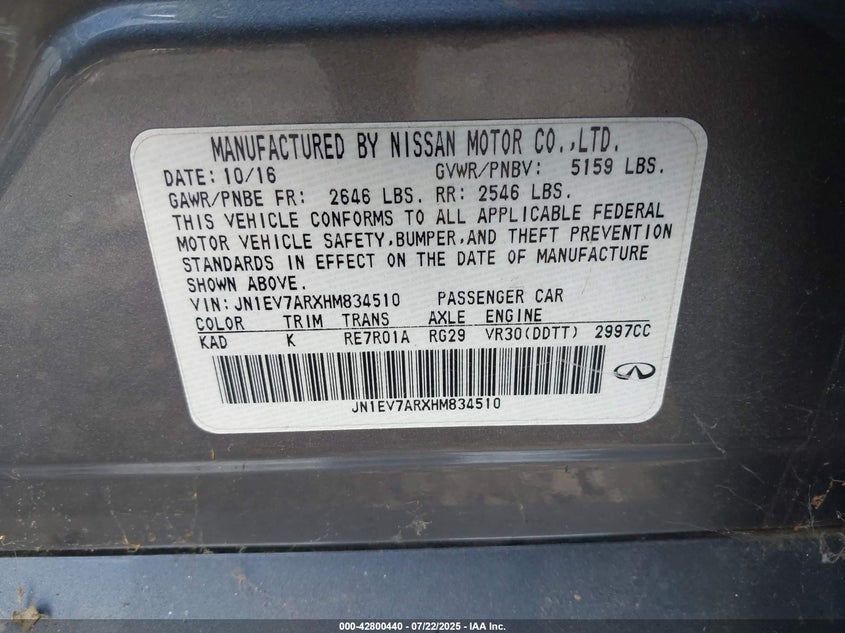 MANUFACTURED BY NISSAN MOTOR CO.,LTD.
DATE: 10/16 GVWR/PNBV: 5159 LBS.
GAWR/PNBE FR: 2646 LBS. RR: 2546 LBS.
THIS VEHICLE CONFORMS TO ALL APPLICABLE FEDERAL
MOTOR VEHICLE SAFETY,BUMPER,AND THEFT PREVENTION
STANDARDS IN EFFECT ON THE DATE OF MANUFACTURE
SHOWN ABOVE.
VIN: JN1EV7ARXHM834510 PASSENGER CAR
COLOR TRIM TRANS AXLE ENGINE
KAD K RE7R01A RG29 VR30(DDTT) 2997CC
JN1EV7ARXHM834510
000-42800440 - 07/22/2025 - IAA Inc.